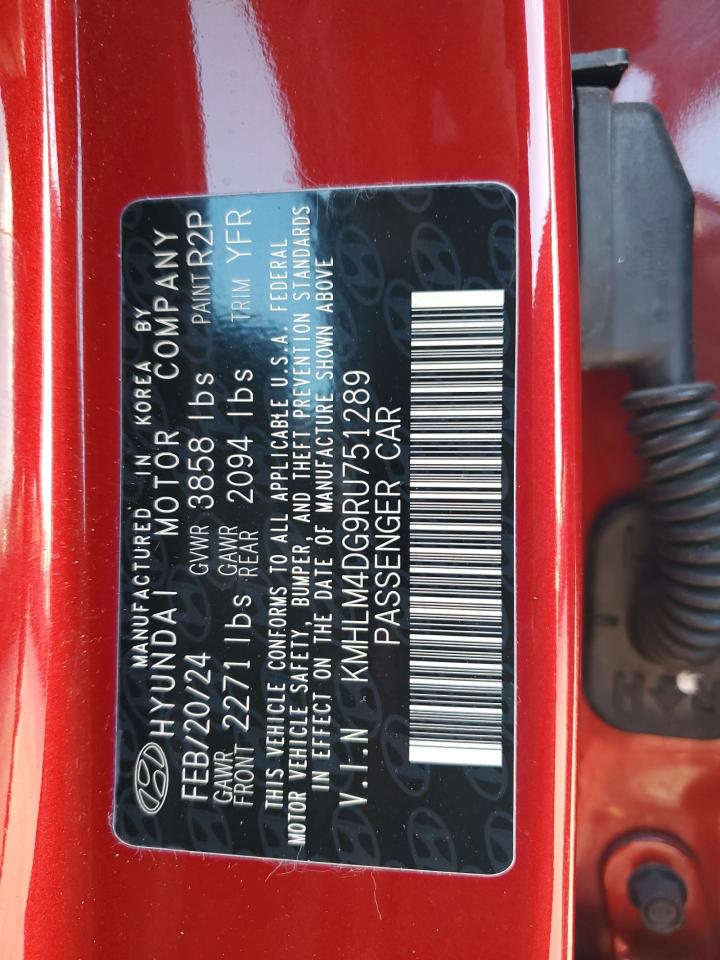 MANUFACTURED IN KOREA BY
HYUNDAI MOTOR COMPANY
FEB/20/24 GVWR 3858 lbs PAINT R2P
GAWR FRONT 2271 lbs GAWR REAR 2094 lbs TRIM YFR
THIS VEHICLE CONFORMS TO ALL APPLICABLE U.S.A. FEDERAL
MOTOR VEHICLE SAFETY, BUMPER, AND THEFT PREVENTION STANDARDS
IN EFFECT ON THE DATE OF MANUFACTURE SHOWN ABOVE
V.I.N KMHLM4DG9RU751289
PASSENGER CAR